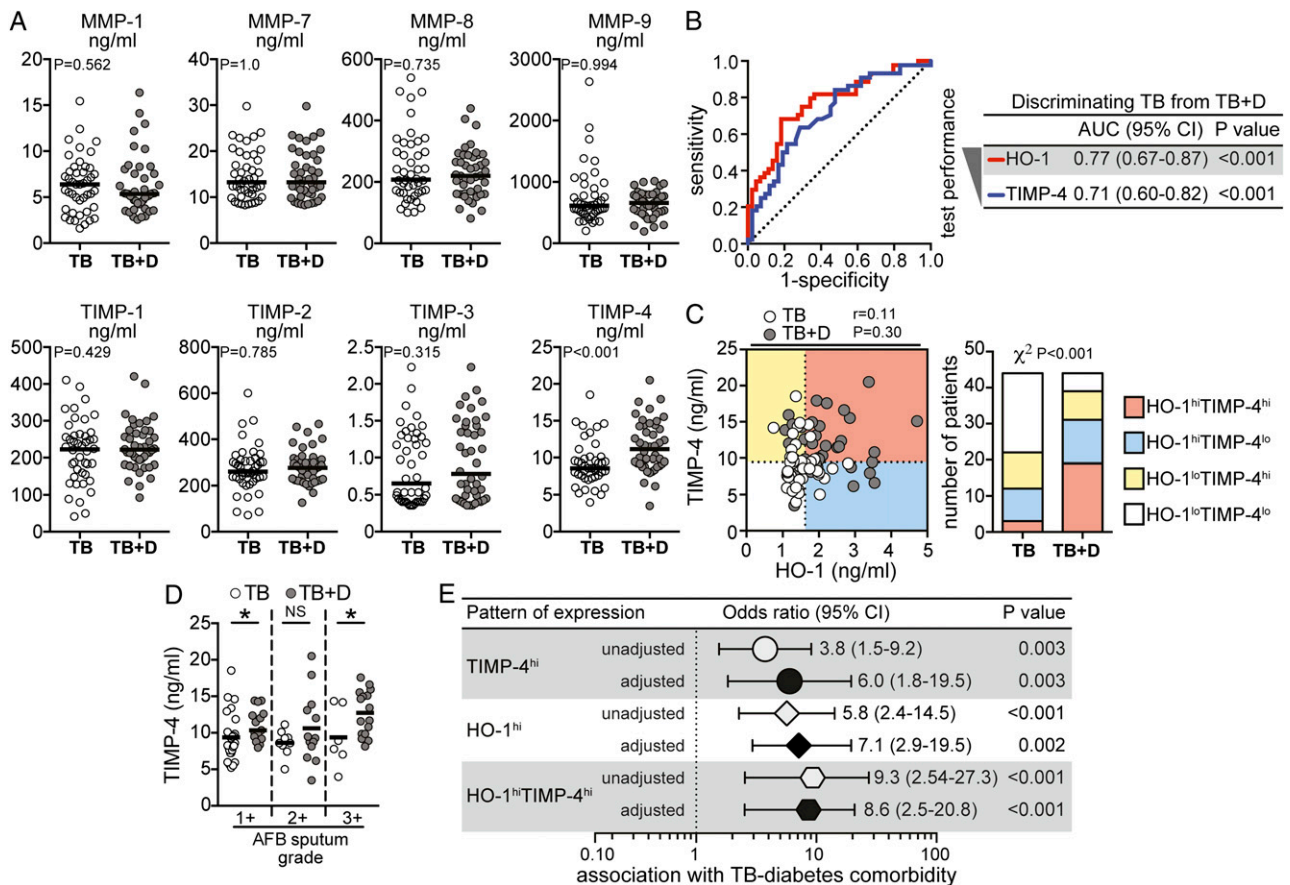 A
MMP-1
ng/ml
P=0.562
20
15
10
5
0
TB TB+D
MMP-7
ng/ml
P=1.0
40
30
20
10
0
TB TB+D
MMP-8
ng/ml
P=0.735
600
400
200
0
TB TB+D
MMP-9
ng/ml
P=0.994
3000
2000
1000
0
TB TB+D
TIMP-1
ng/ml
P=0.429
500
400
300
200
100
0
TB TB+D
TIMP-2
ng/ml
P=0.785
800
600
400
200
0
TB TB+D
TIMP-3
ng/ml
P=0.315
2.5
2.0
1.5
1.0
0.5
0.0
TB TB+D
TIMP-4
ng/ml
P<0.001
25
20
15
10
5
0
TB TB+D
B
sensitivity
1.0
0.8
0.6
0.4
0.2
0.0
0.0 0.2 0.4 0.6 0.8 1.0
1-specificity
test performance
Discriminating TB from TB+D
AUC (95% CI) P value
HO-1 0.77 (0.67-0.87) <0.001
TIMP-4 0.71 (0.60-0.82) <0.001
C
TB
TB+D
r=0.11
P=0.30
TIMP-4 (ng/ml)
25
20
15
10
5
0
0 1 2 3 4 5
HO-1 (ng/ml)
χ2 P<0.001
number of patients
50
40
30
20
10
0
TB TB+D
HO-1hiTIMP-4hi
HO-1hiTIMP-4lo
HO-1loTIMP-4hi
HO-1loTIMP-4lo
D
TB TB+D
* NS *
TIMP-4 (ng/ml)
25
20
15
10
5
0
1+ 2+ 3+
AFB sputum
grade
E
Pattern of expression Odds ratio (95% CI) P value
TIMP-4hi
unadjusted 3.8 (1.5-9.2) 0.003
adjusted 6.0 (1.8-19.5) 0.003
HO-1hi
unadjusted 5.8 (2.4-14.5) <0.001
adjusted 7.1 (2.9-19.5) 0.002
HO-1hiTIMP-4hi
unadjusted 9.3 (2.54-27.3) <0.001
adjusted 8.6 (2.5-20.8) <0.001
0.10 1 10 100
association with TB-diabetes comorbidity